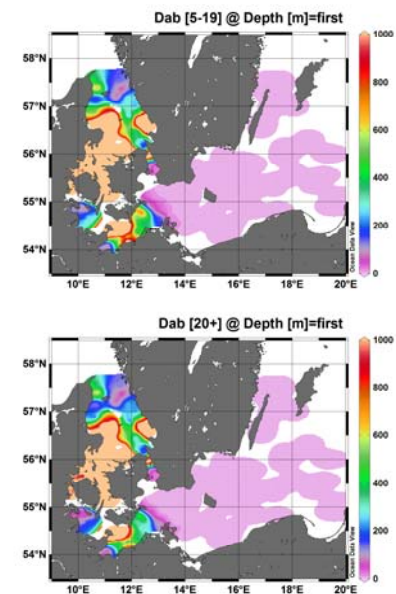 Dab [5-19] @ Depth [m]=first
58°N
57°N
56°N
55°N
54°N
10°E 12°E 14°E 16°E 18°E 20°E
1000
800
600
400
200
0
Ocean Data View
Dab [20+] @ Depth [m]=first
58°N
57°N
56°N
55°N
54°N
10°E 12°E 14°E 16°E 18°E 20°E
1000
800
600
400
200
0
Ocean Data View